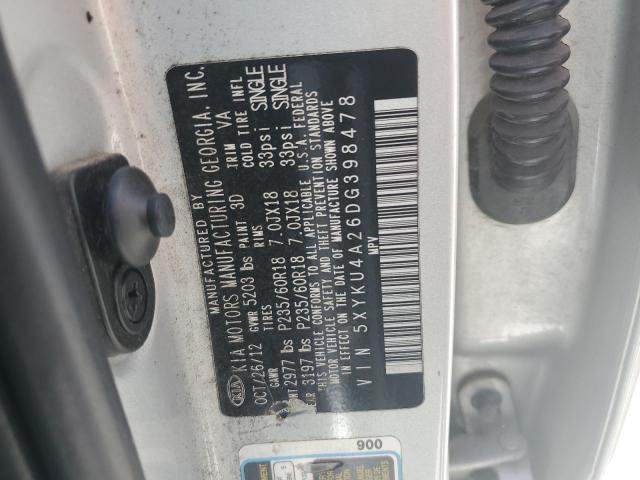 MANUFACTURED BY
KIA KIA MOTORS MANUFACTURING GEORGIA, INC.
OCT/26/12 PAINT 3D TRIM VA
GVWR 5203 lbs
GAWR TIRES RIMS COLD TIRE INFL
2977 lbs P235/60R18 7.0JX18 33psi SINGLE
3197 lbs P235/60R18 7.0JX18 33psi SINGLE
THIS VEHICLE CONFORMS TO ALL APPLICABLE U.S.A. FEDERAL
MOTOR VEHICLE SAFETY AND THEFT PREVENTION STANDARDS
IN EFFECT ON THE DATE OF MANUFACTURE SHOWN ABOVE
VIN 5XYKU4A26DG398478
MPV
900